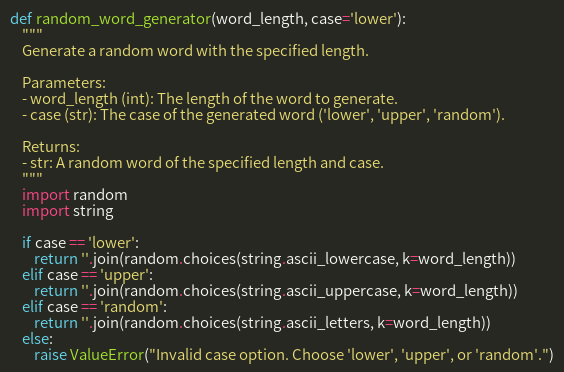 def random_word_generator(word_length, case='lower'):
"""
Generate a random word with the specified length.
Parameters:
- word_length (int): The length of the word to generate.
- case (str): The case of the generated word ('lower', 'upper', 'random').
Returns:
- str: A random word of the specified length and case.
"""
import random
import string
if case == 'lower':
return ''.join(random.choices(string.ascii_lowercase, k=word_length))
elif case == 'upper':
return ''.join(random.choices(string.ascii_uppercase, k=word_length))
elif case == 'random':
return ''.join(random.choices(string.ascii_letters, k=word_length))
else:
raise ValueError("Invalid case option. Choose 'lower', 'upper', or 'random'.")